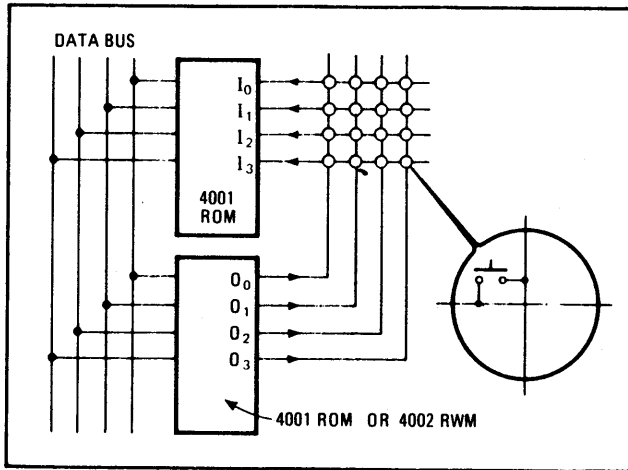 DATA BUS
I0
I1
I2
I3
4001
ROM
O0
O1
O2
O3
4001 ROM OR 4002 RWM